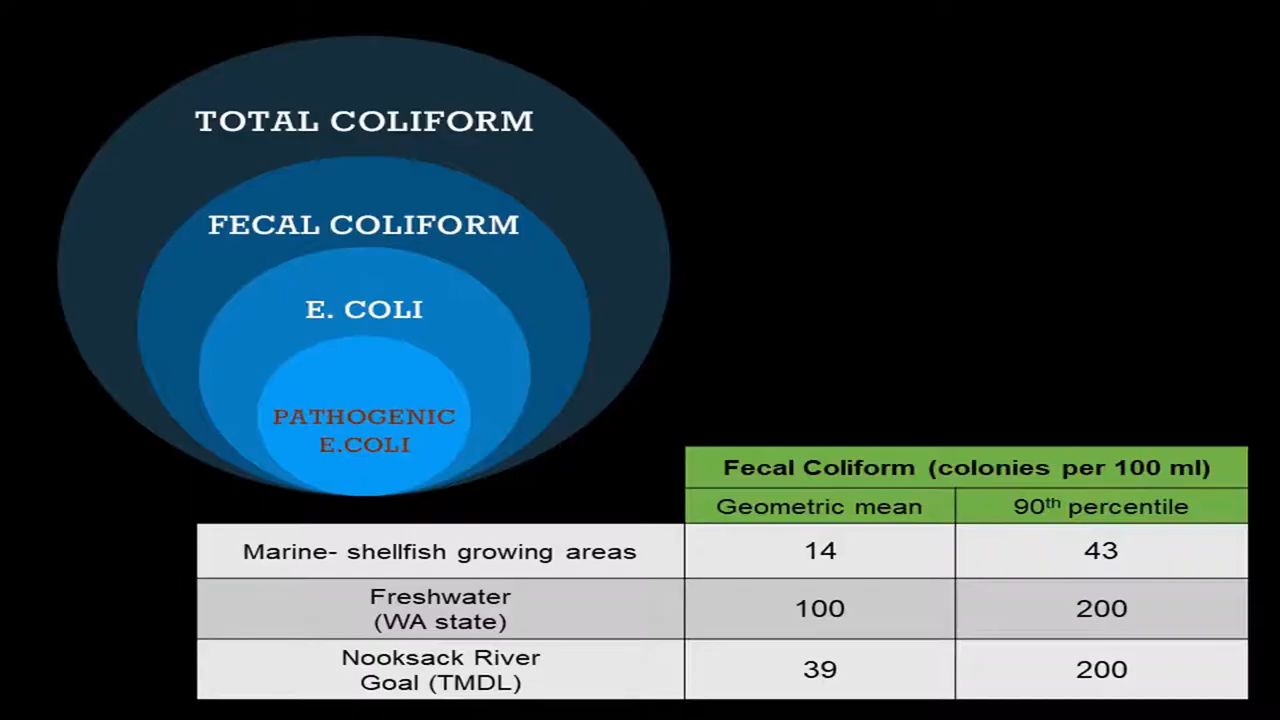 TOTAL COLIFORM
FECAL COLIFORM
E. COLI
PATHOGENIC
E.COLI
Fecal Coliform (colonies per 100 ml)
Geometric mean 90th percentile
Marine- shellfish growing areas 14 43
Freshwater
(WA state) 100 200
Nooksack River
Goal (TMDL) 39 200